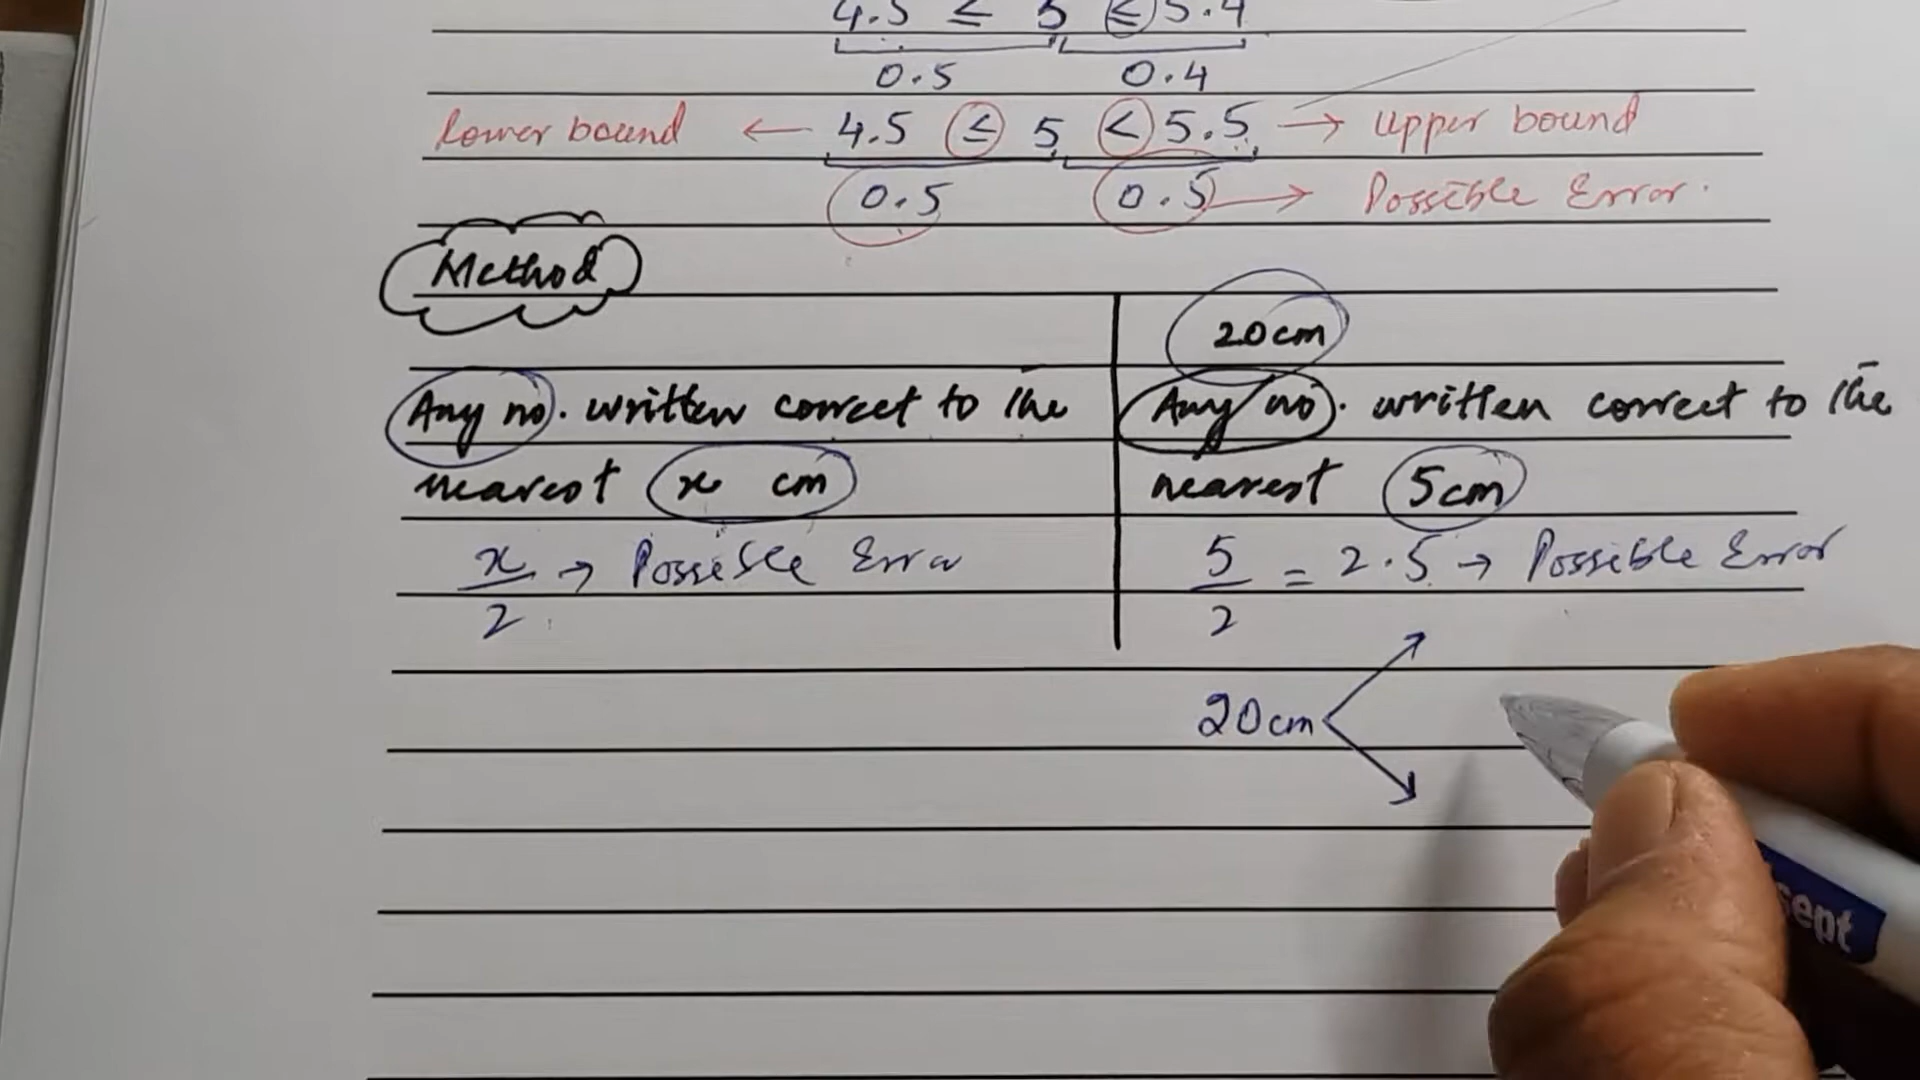 4.5 ≤ 5 ≤ 5.4
0.5 0.4
Lower bound ← 4.5 ≤ 5 < 5.5 → upper bound
0.5 0.5 → Possible Error.
Method
20cm
Any no. written correct to the
nearest x cm
x/2 → Possible Error
Any no. written correct to the
nearest 5cm
5/2 = 2.5 → Possible Error
20cm
sept